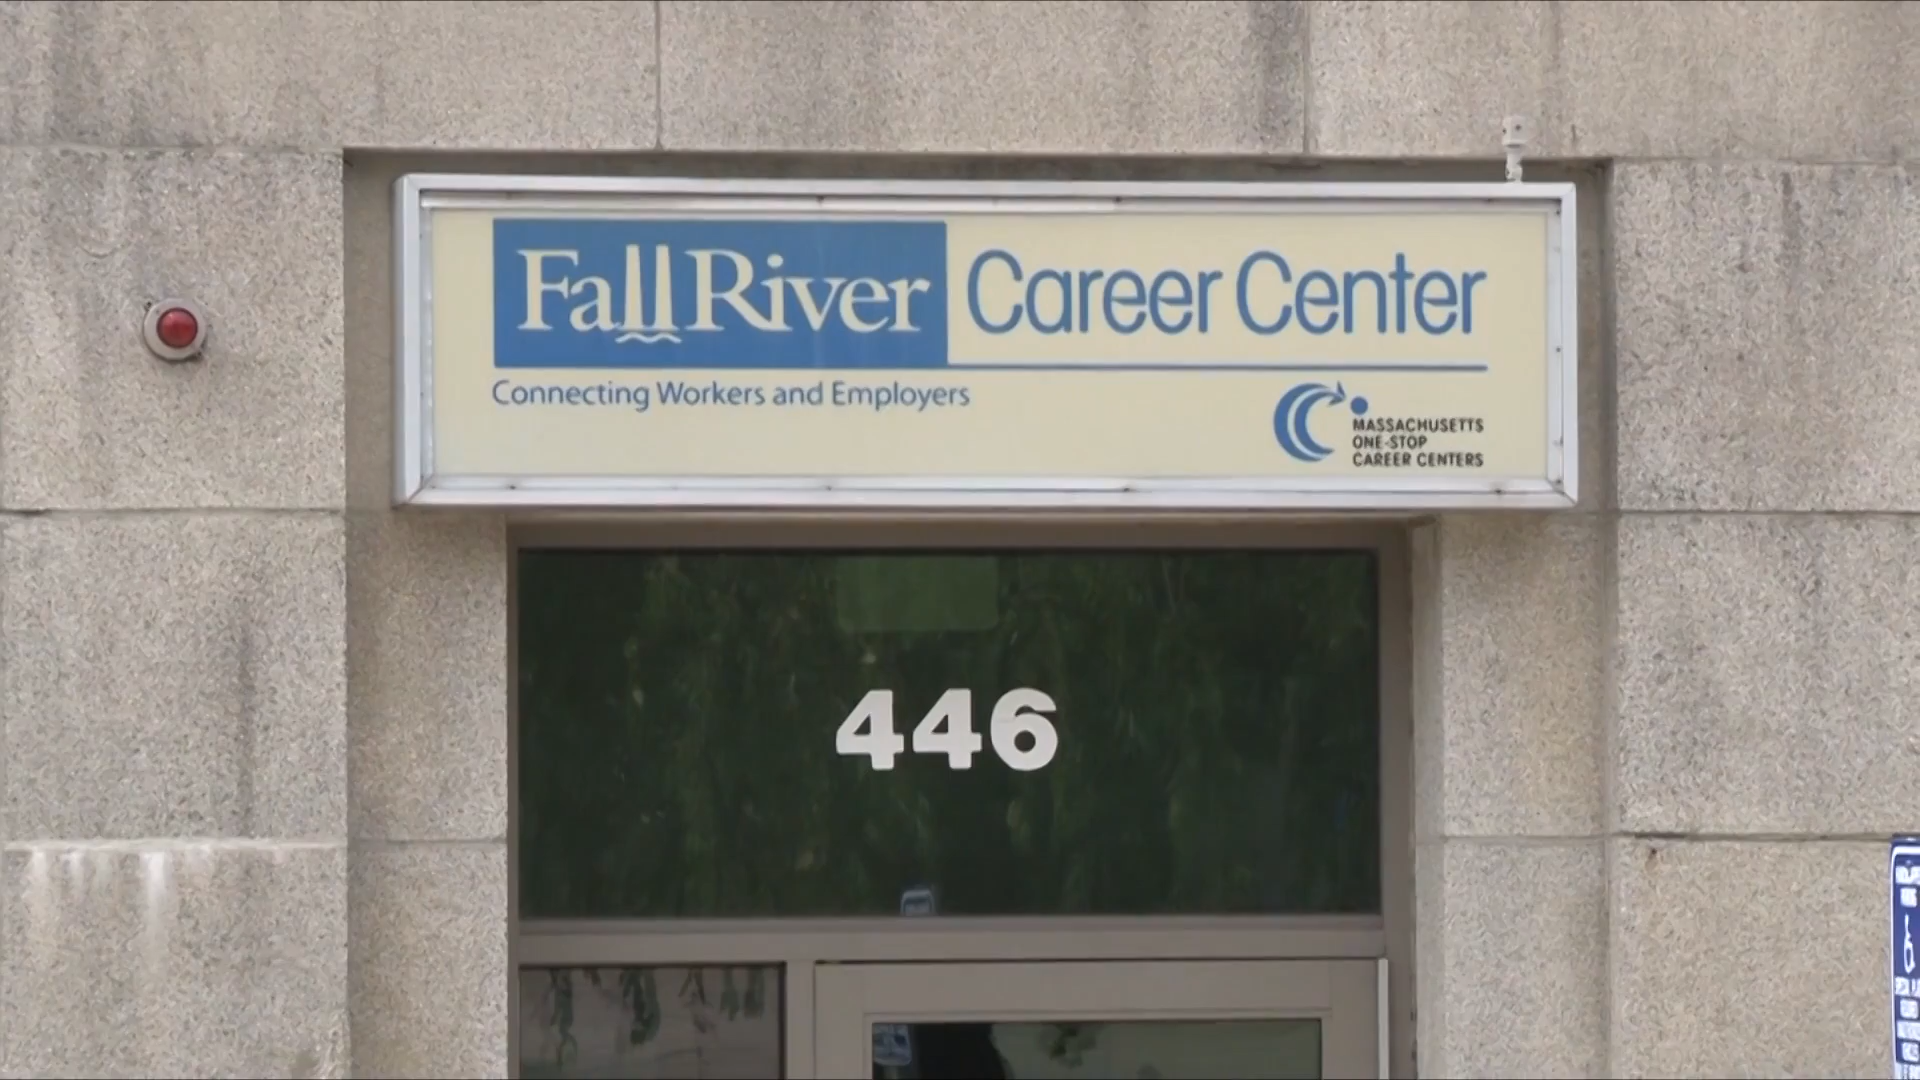 Fall River Career Center
Connecting Workers and Employers
MASSACHUSETTS
ONE-STOP
CAREER CENTERS
446